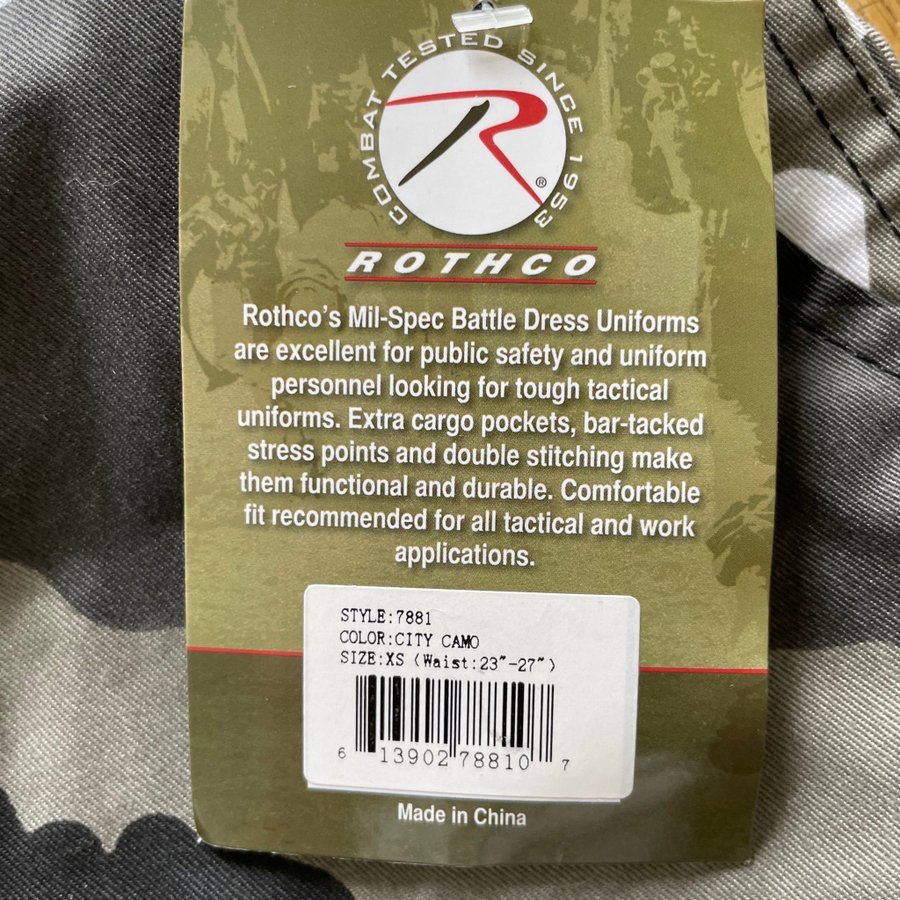 COMBAT TESTED SINCE 1953
R
®
ROTHCO
Rothco's Mil-Spec Battle Dress Uniforms
are excellent for public safety and uniform
personnel looking for tough tactical
uniforms. Extra cargo pockets, bar-tacked
stress points and double stitching make
them functional and durable. Comfortable
fit recommended for all tactical and work
applications.
STYLE:7881
COLOR:CITY CAMO
SIZE:XS (Waist:23"-27")
6 13902 78810 7
Made in China